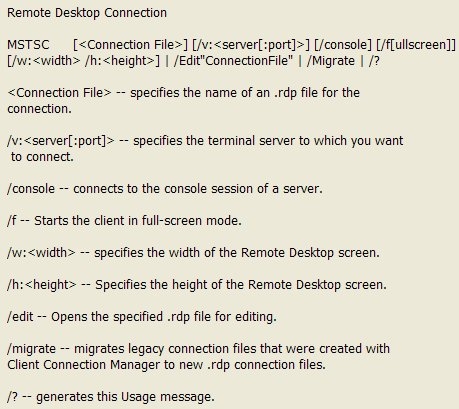 Remote Desktop Connection
MSTSC [<Connection File>] [/v:<server[:port]>] [/console] [/f[ullscreen]]
[/w:<width> /h:<height>] | /Edit"ConnectionFile" | /Migrate | /?
<Connection File> -- specifies the name of an .rdp file for the
connection.
/v:<server[:port]> -- specifies the terminal server to which you want
to connect.
/console -- connects to the console session of a server.
/f -- Starts the client in full-screen mode.
/w:<width> -- specifies the width of the Remote Desktop screen.
/h:<height> -- Specifies the height of the Remote Desktop screen.
/edit -- Opens the specified .rdp file for editing.
/migrate -- migrates legacy connection files that were created with
Client Connection Manager to new .rdp connection files.
/? -- generates this Usage message.